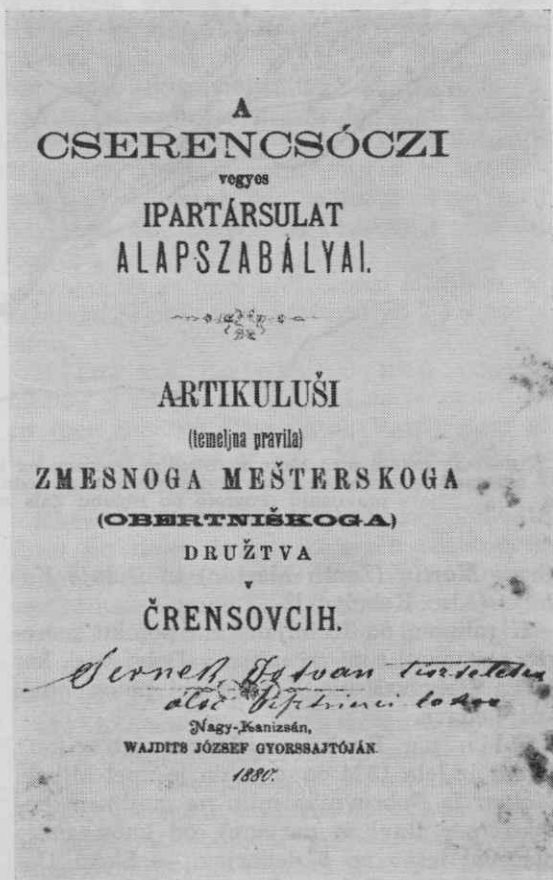 A
CSERENCSÓCZI
vegyes
IPARTÁRSULAT
ALAPSZABÁLYAI.
ARTIKULUŠI
(temeljna pravila)
ZMESNOGA MEŠTERSKOGA
(OBERTNIŠKOGA)
DRUŽTVA
v
ČRENSOVCIH.
Istvan
Nagy-Kanizsán,
WAJDITS JÓZSEF GYORSSAJTÓJÁN.
1880.